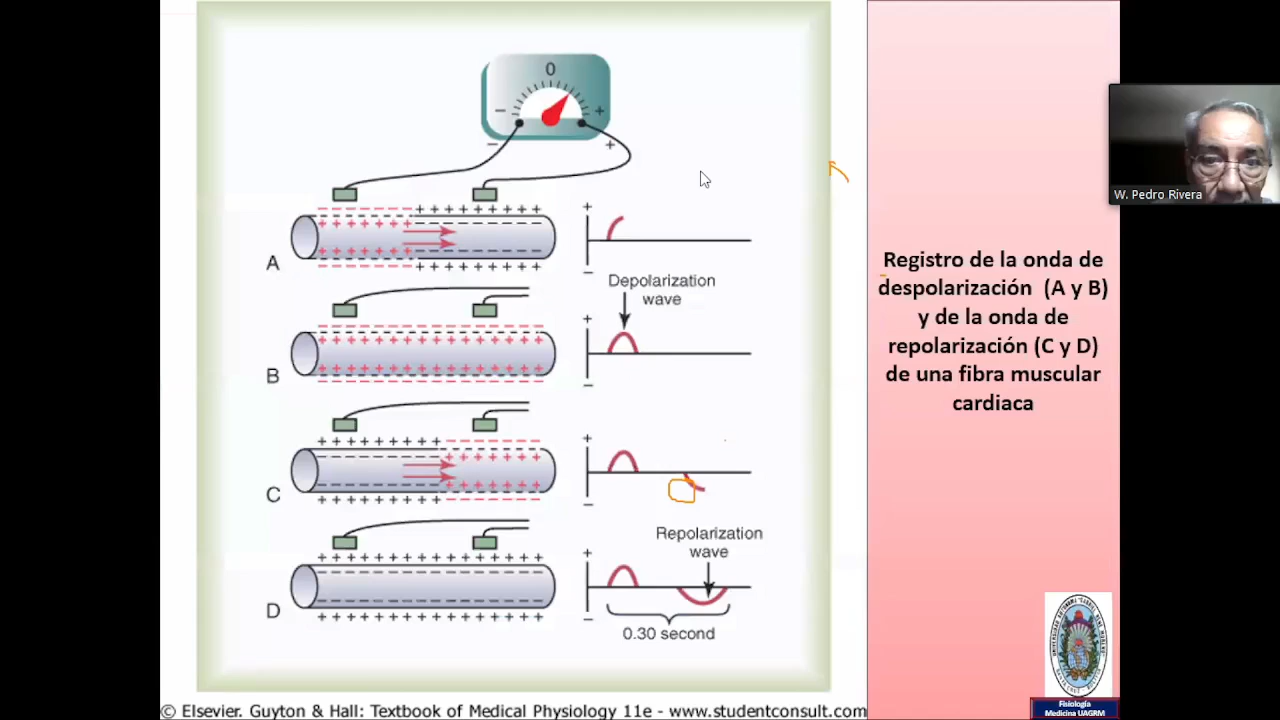 0
− +
− +
A
+
−
Depolarization
wave
B
+
−
C
+
−
Repolarization
wave
D
+
−
0.30 second
© Elsevier. Guyton & Hall: Textbook of Medical Physiology 11e - www.studentconsult.com
Registro de la onda de
despolarización (A y B)
y de la onda de
repolarización (C y D)
de una fibra muscular
cardiaca
W. Pedro Rivera
Fisiología
Medicina UAGRM